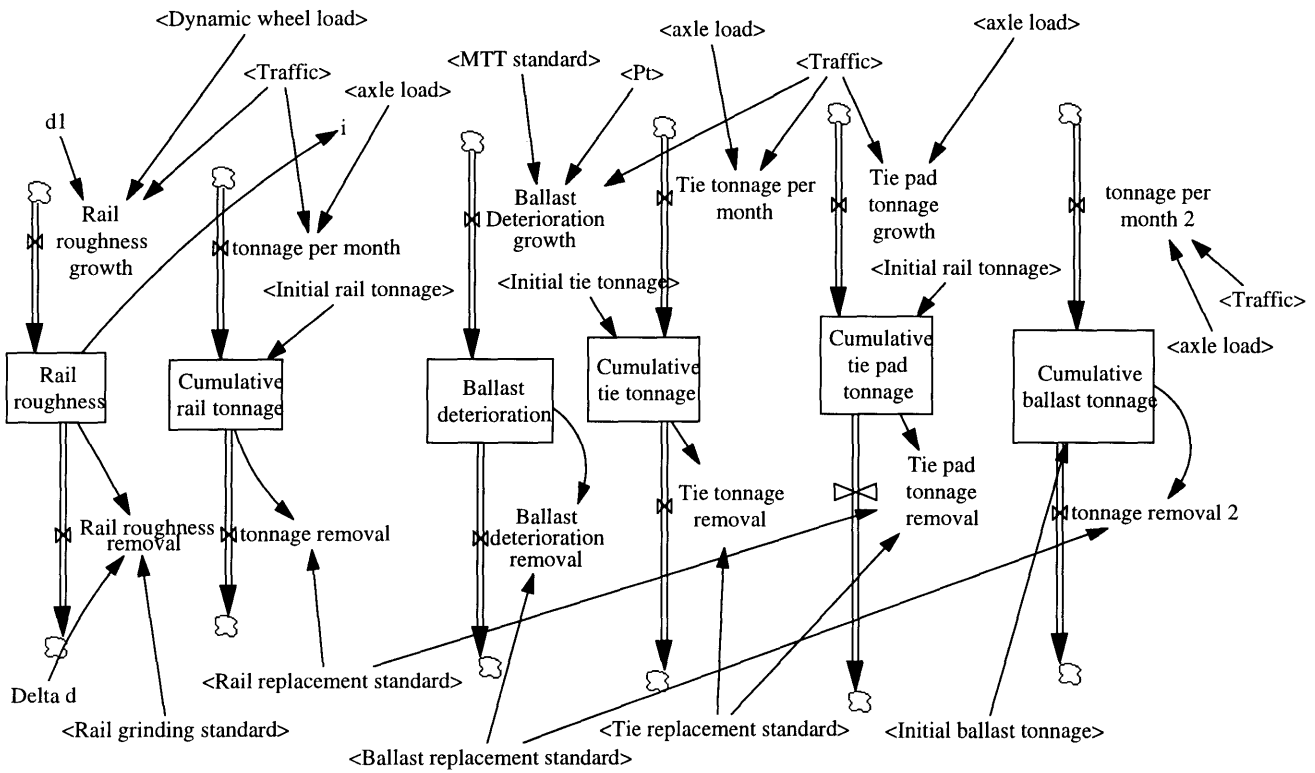 <Dynamic wheel load>
<axle load>
<axle load>
<MTT standard>
<Traffic>
<Traffic>
<Pt>
<axle load>
d1
i
Rail
roughness
growth
tonnage per month
Ballast
Deterioration
growth
Tie tonnage per
month
Tie pad
tonnage
growth
tonnage per
month 2
<Initial rail tonnage>
<Initial tie tonnage>
<Initial rail tonnage>
<Traffic>
<axle load>
Rail
roughness
Cumulative
rail tonnage
Ballast
deterioration
Cumulative
tie tonnage
Cumulative
tie pad
tonnage
Cumulative
ballast tonnage
Rail roughness
removal
tonnage removal
Ballast
deterioration
removal
Tie tonnage
removal
Tie pad
tonnage
removal
tonnage removal 2
Delta d
<Rail replacement standard>
<Rail grinding standard>
<Tie replacement standard>
<Initial ballast tonnage>
<Ballast replacement standard>